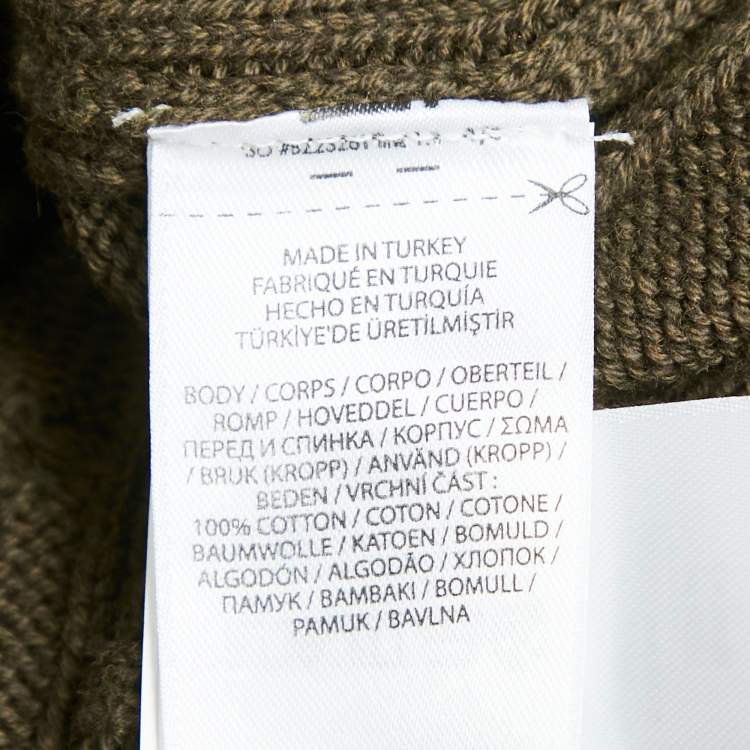 MADE IN TURKEY
FABRIQUÉ EN TURQUIE
HECHO EN TURQUÍA
TÜRKİYE'DE ÜRETİLMİŞTİR
BODY / CORPS / CORPO / OBERTEIL /
ROMP / HOVEDDEL / CUERPO /
ПЕРЕД И СПИНКА / КОРПУС / ΣΩΜΑ
/ BRUK (KROPP) / ANVÄND (KROPP) /
BEDEN / VRCHNÍ ČÁST :
100% COTTON / COTON / COTONE /
BAUMWOLLE / KATOEN / BOMULD /
ALGODÓN / ALGODÃO / ХЛОПОК /
ПАМУК / BAMBAKI / BOMULL /
PAMUK / BAVLNA